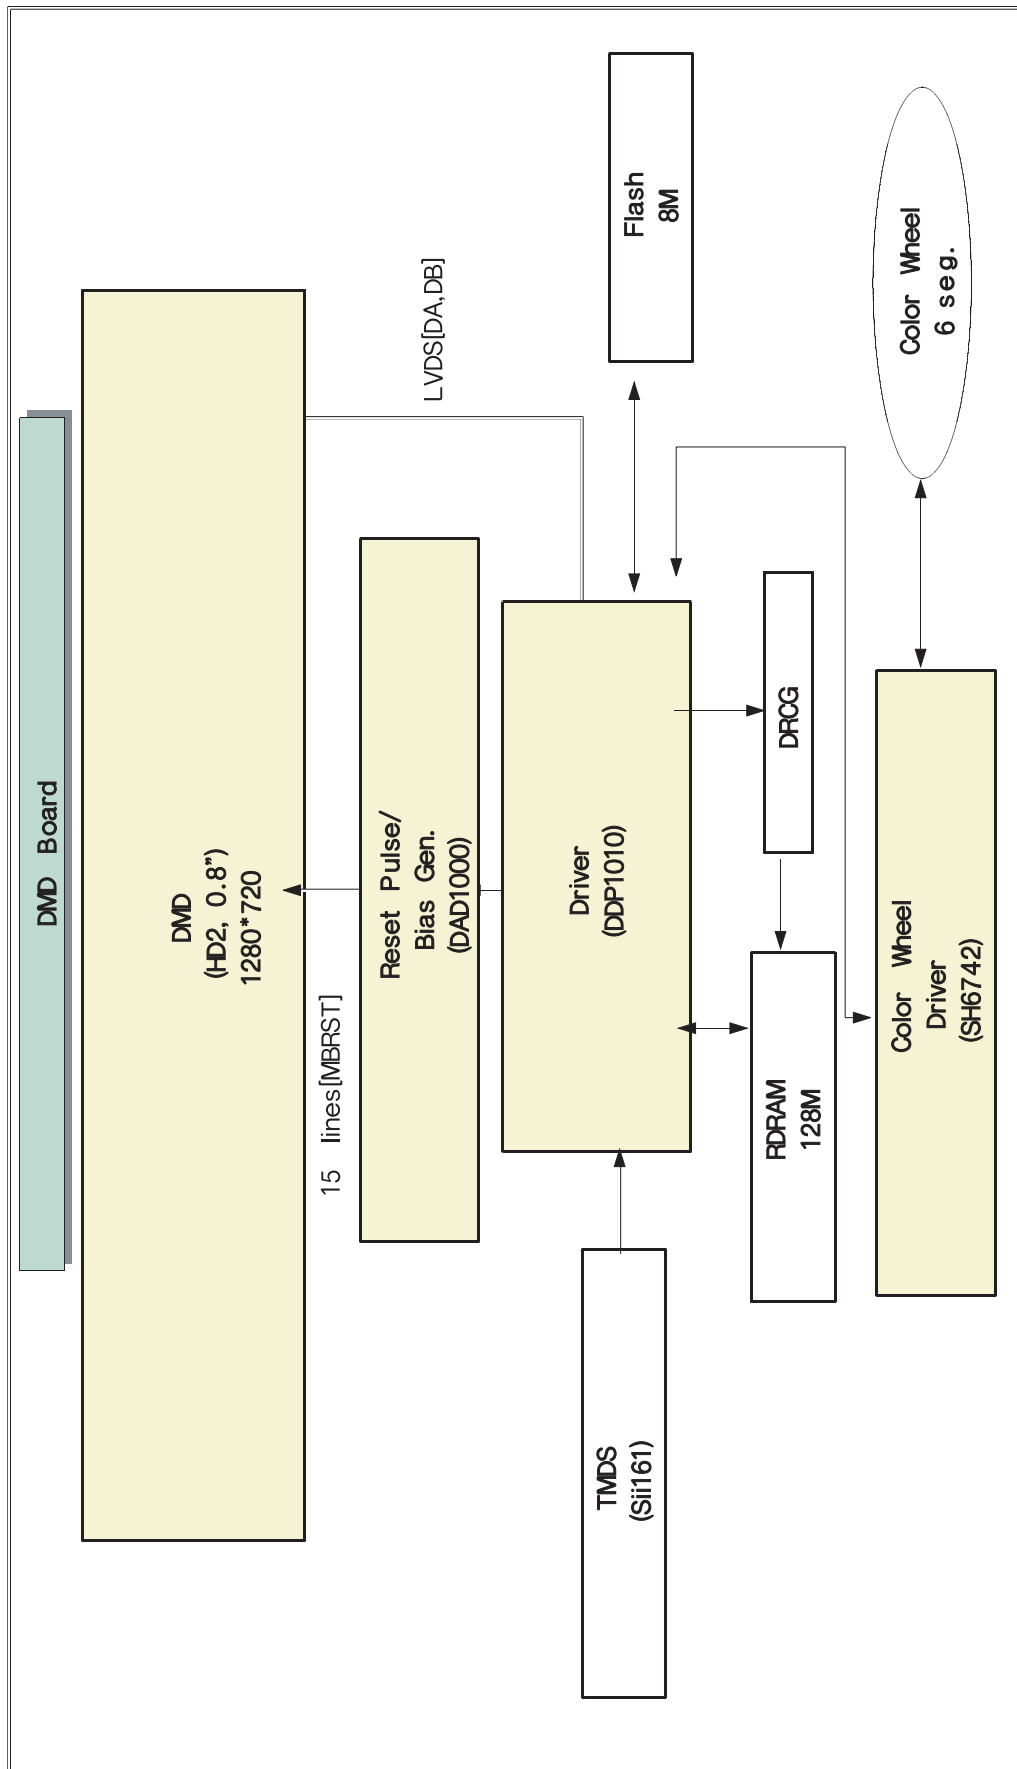 DMD Board
DMD
(HD2, 0.8")
1280*720
15 lines[MBRST]
LVDS[DA,DB]
Reset Pulse/
Bias Gen.
(DAD1000)
Driver
(DDP1010)
TMDS
(Sii161)
Flash
8M
DRCG
RDRAM
128M
Color Wheel
Driver
(SH6742)
Color Wheel
6 seg.